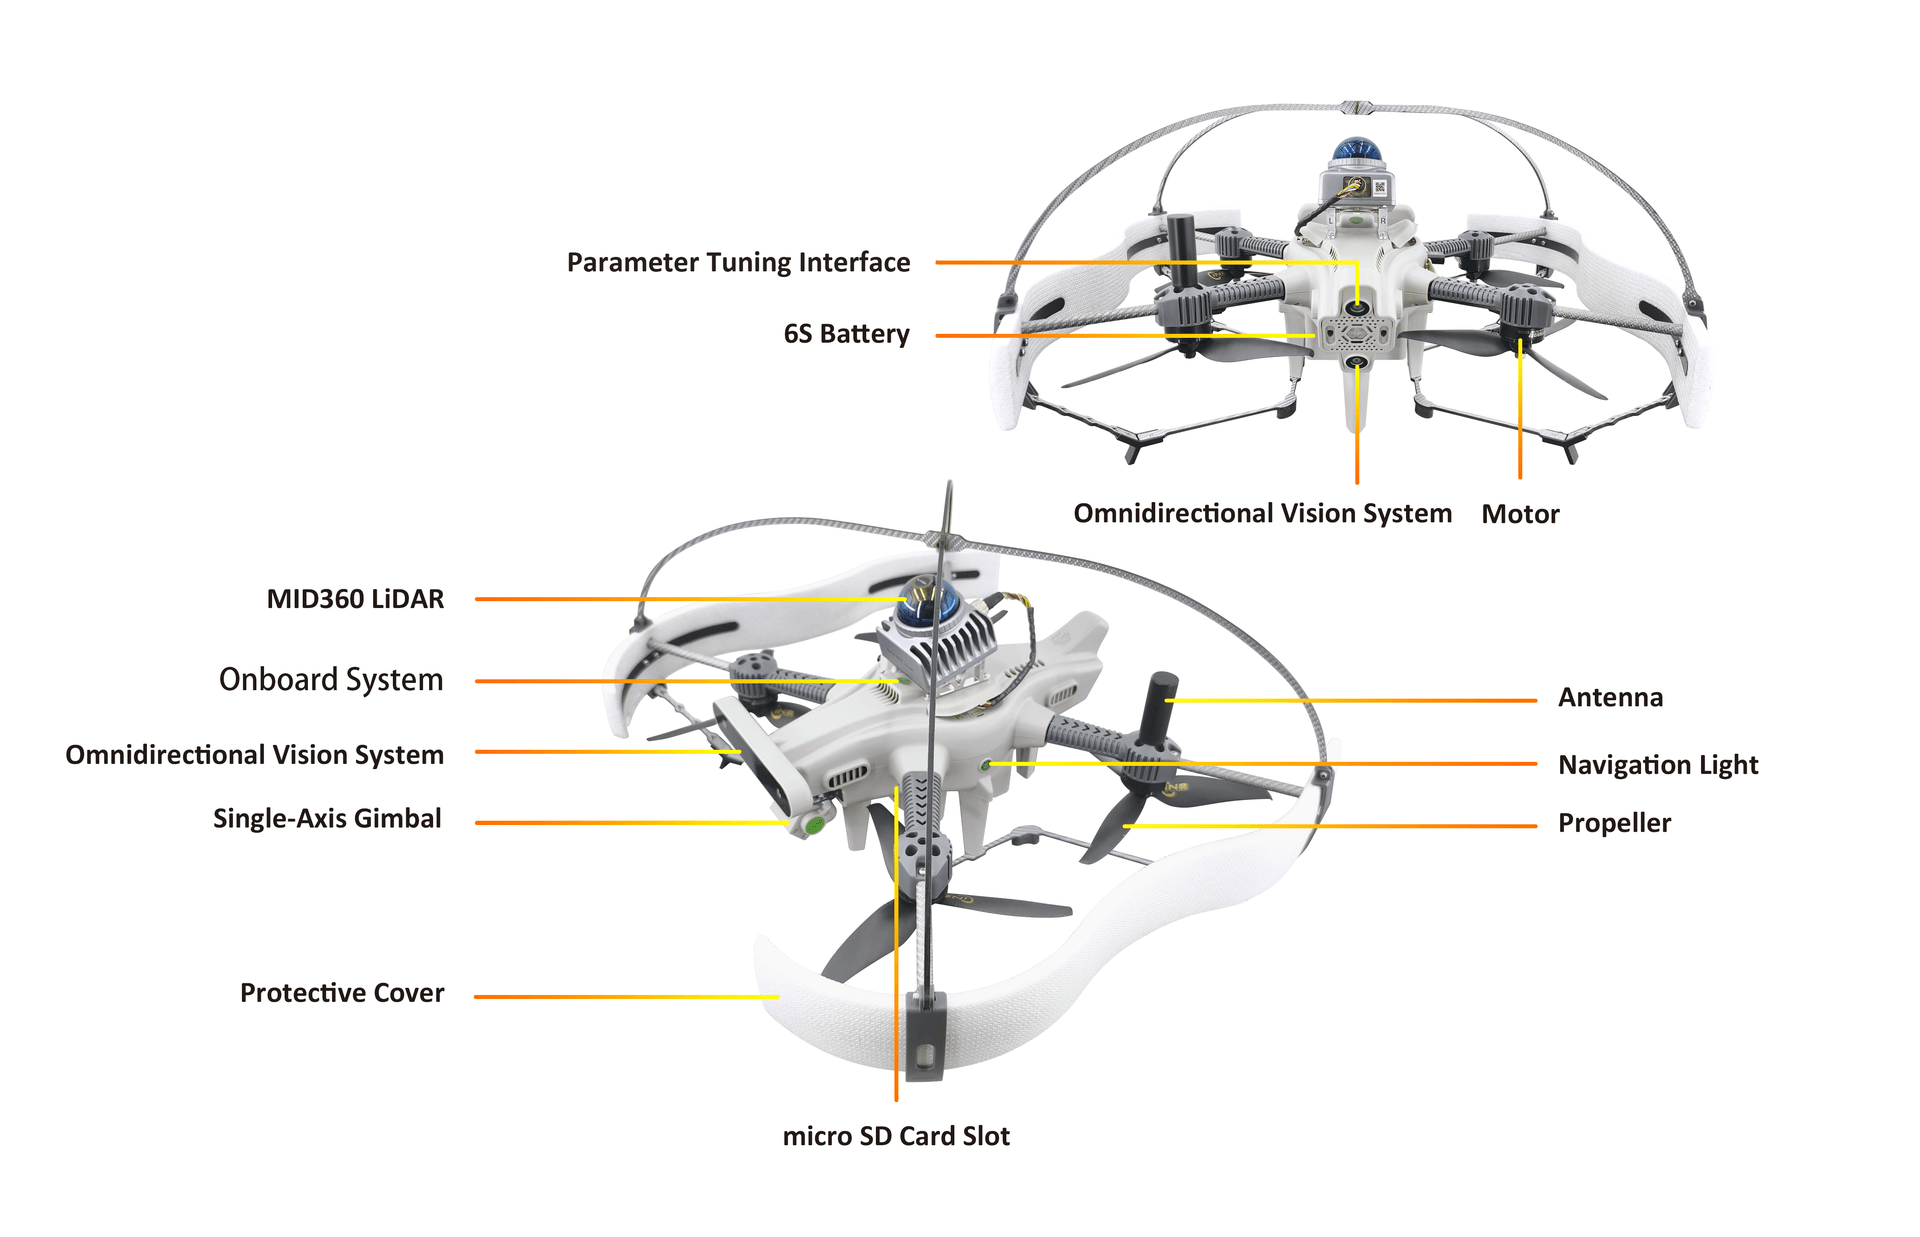 Parameter Tuning Interface
6S Battery
L
R
Omnidirectional Vision System
Motor
MID360 LiDAR
Onboard System
Omnidirectional Vision System
Single-Axis Gimbal
Protective Cover
Antenna
Navigation Light
Propeller
micro SD Card Slot